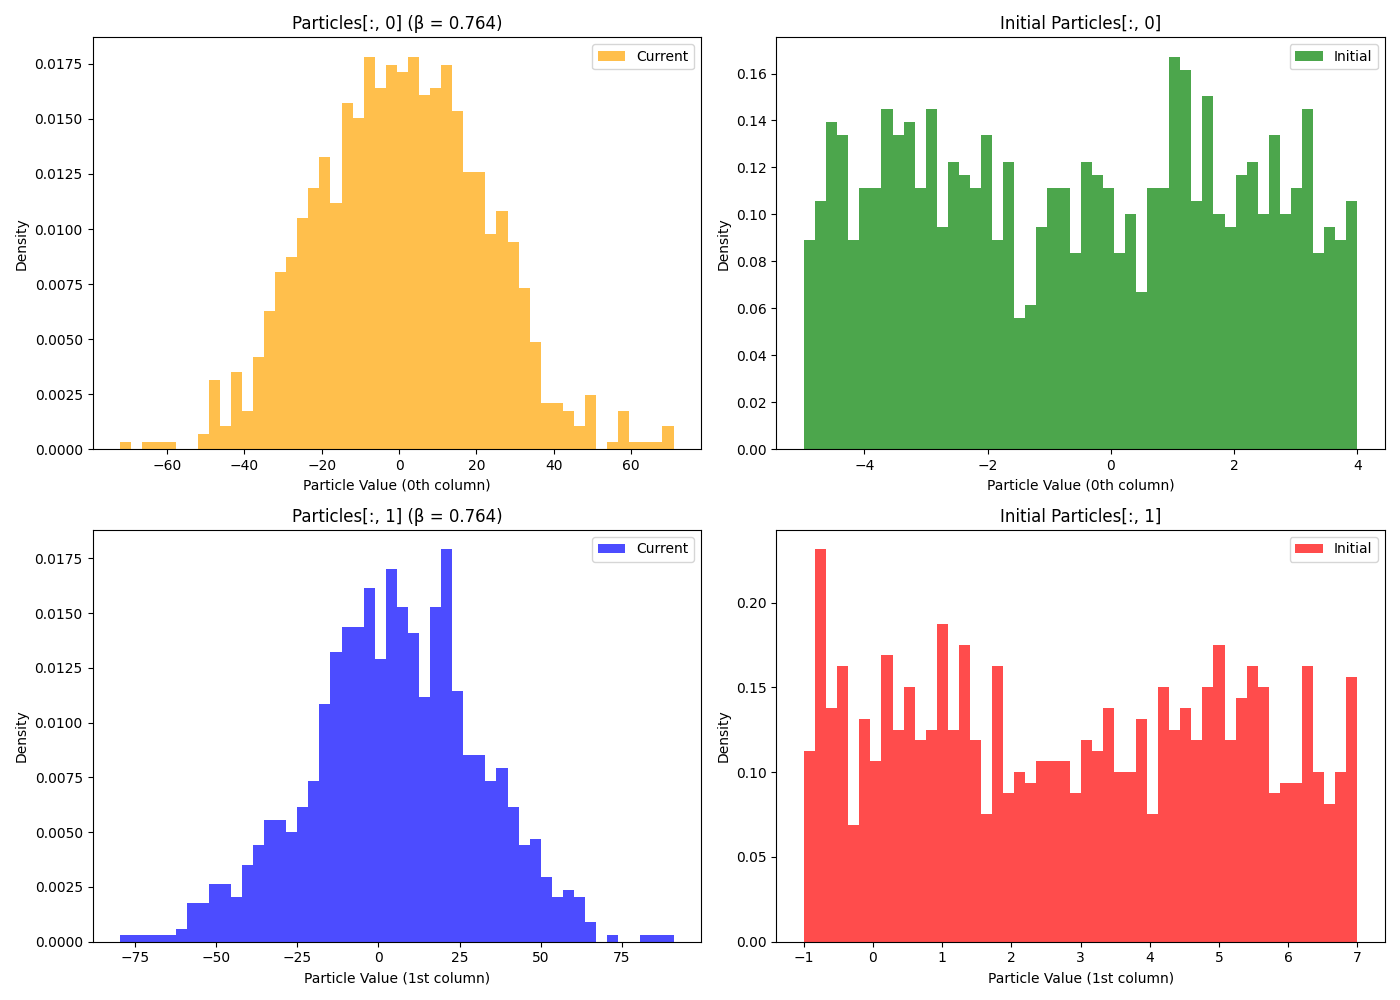 Particles[:, 0] (β = 0.764)
Current
0.0175
0.0150
0.0125
0.0100
0.0075
0.0050
0.0025
0.0000
Density
−60 −40 −20 0 20 40 60
Particle Value (0th column)
Initial Particles[:, 0]
Initial
0.16
0.14
0.12
0.10
0.08
0.06
0.04
0.02
0.00
Density
−4 −2 0 2 4
Particle Value (0th column)
Particles[:, 1] (β = 0.764)
Current
0.0175
0.0150
0.0125
0.0100
0.0075
0.0050
0.0025
0.0000
Density
−75 −50 −25 0 25 50 75
Particle Value (1st column)
Initial Particles[:, 1]
Initial
0.20
0.15
0.10
0.05
0.00
Density
−1 0 1 2 3 4 5 6 7
Particle Value (1st column)